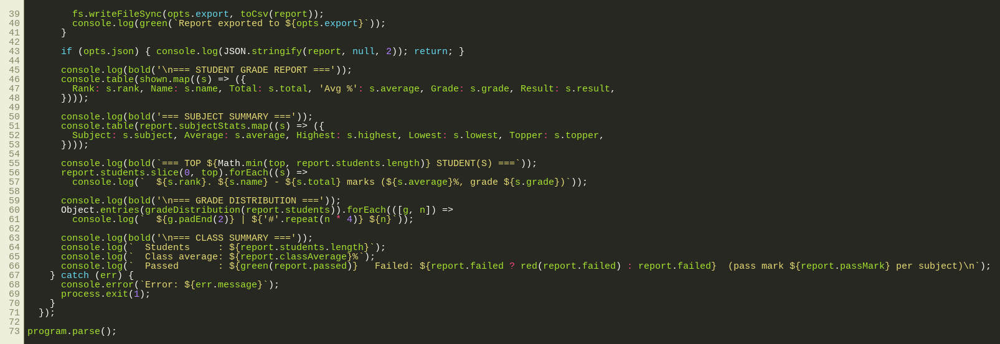 39         fs.writeFileSync(opts.export, toCsv(report));
40         console.log(green(`Report exported to ${opts.export}`));
41       }
42
43       if (opts.json) { console.log(JSON.stringify(report, null, 2)); return; }
44
45       console.log(bold('\n=== STUDENT GRADE REPORT ==='));
46       console.table(shown.map((s) => ({
47         Rank: s.rank, Name: s.name, Total: s.total, 'Avg %': s.average, Grade: s.grade, Result: s.result,
48       })));
49
50       console.log(bold('=== SUBJECT SUMMARY ==='));
51       console.table(report.subjectStats.map((s) => ({
52         Subject: s.subject, Average: s.average, Highest: s.highest, Lowest: s.lowest, Topper: s.topper,
53       })));
54
55       console.log(bold(`=== TOP ${Math.min(top, report.students.length)} STUDENT(S) ===`));
56       report.students.slice(0, top).forEach((s) =>
57         console.log(`  ${s.rank}. ${s.name} - ${s.total} marks (${s.average}%, grade ${s.grade})`));
58
59       console.log(bold('\n=== GRADE DISTRIBUTION ==='));
60       Object.entries(gradeDistribution(report.students)).forEach(([g, n]) =>
61         console.log(`  ${g.padEnd(2)} | ${'#'.repeat(n * 4)} ${n}`));
62
63       console.log(bold('\n=== CLASS SUMMARY ==='));
64       console.log(`  Students     : ${report.students.length}`);
65       console.log(`  Class average: ${report.classAverage}%`);
66       console.log(`  Passed       : ${green(report.passed)}   Failed: ${report.failed ? red(report.failed) : report.failed}  (pass mark ${report.passMark} per subject)\n`);
67     } catch (err) {
68       console.error(`Error: ${err.message}`);
69       process.exit(1);
70     }
71   });
72
73 program.parse();